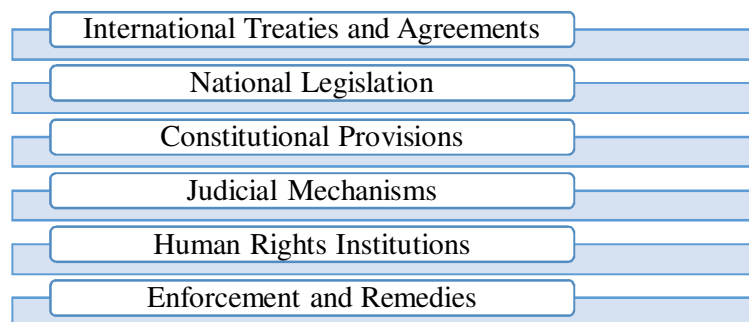 International Treaties and Agreements
National Legislation
Constitutional Provisions
Judicial Mechanisms
Human Rights Institutions
Enforcement and Remedies